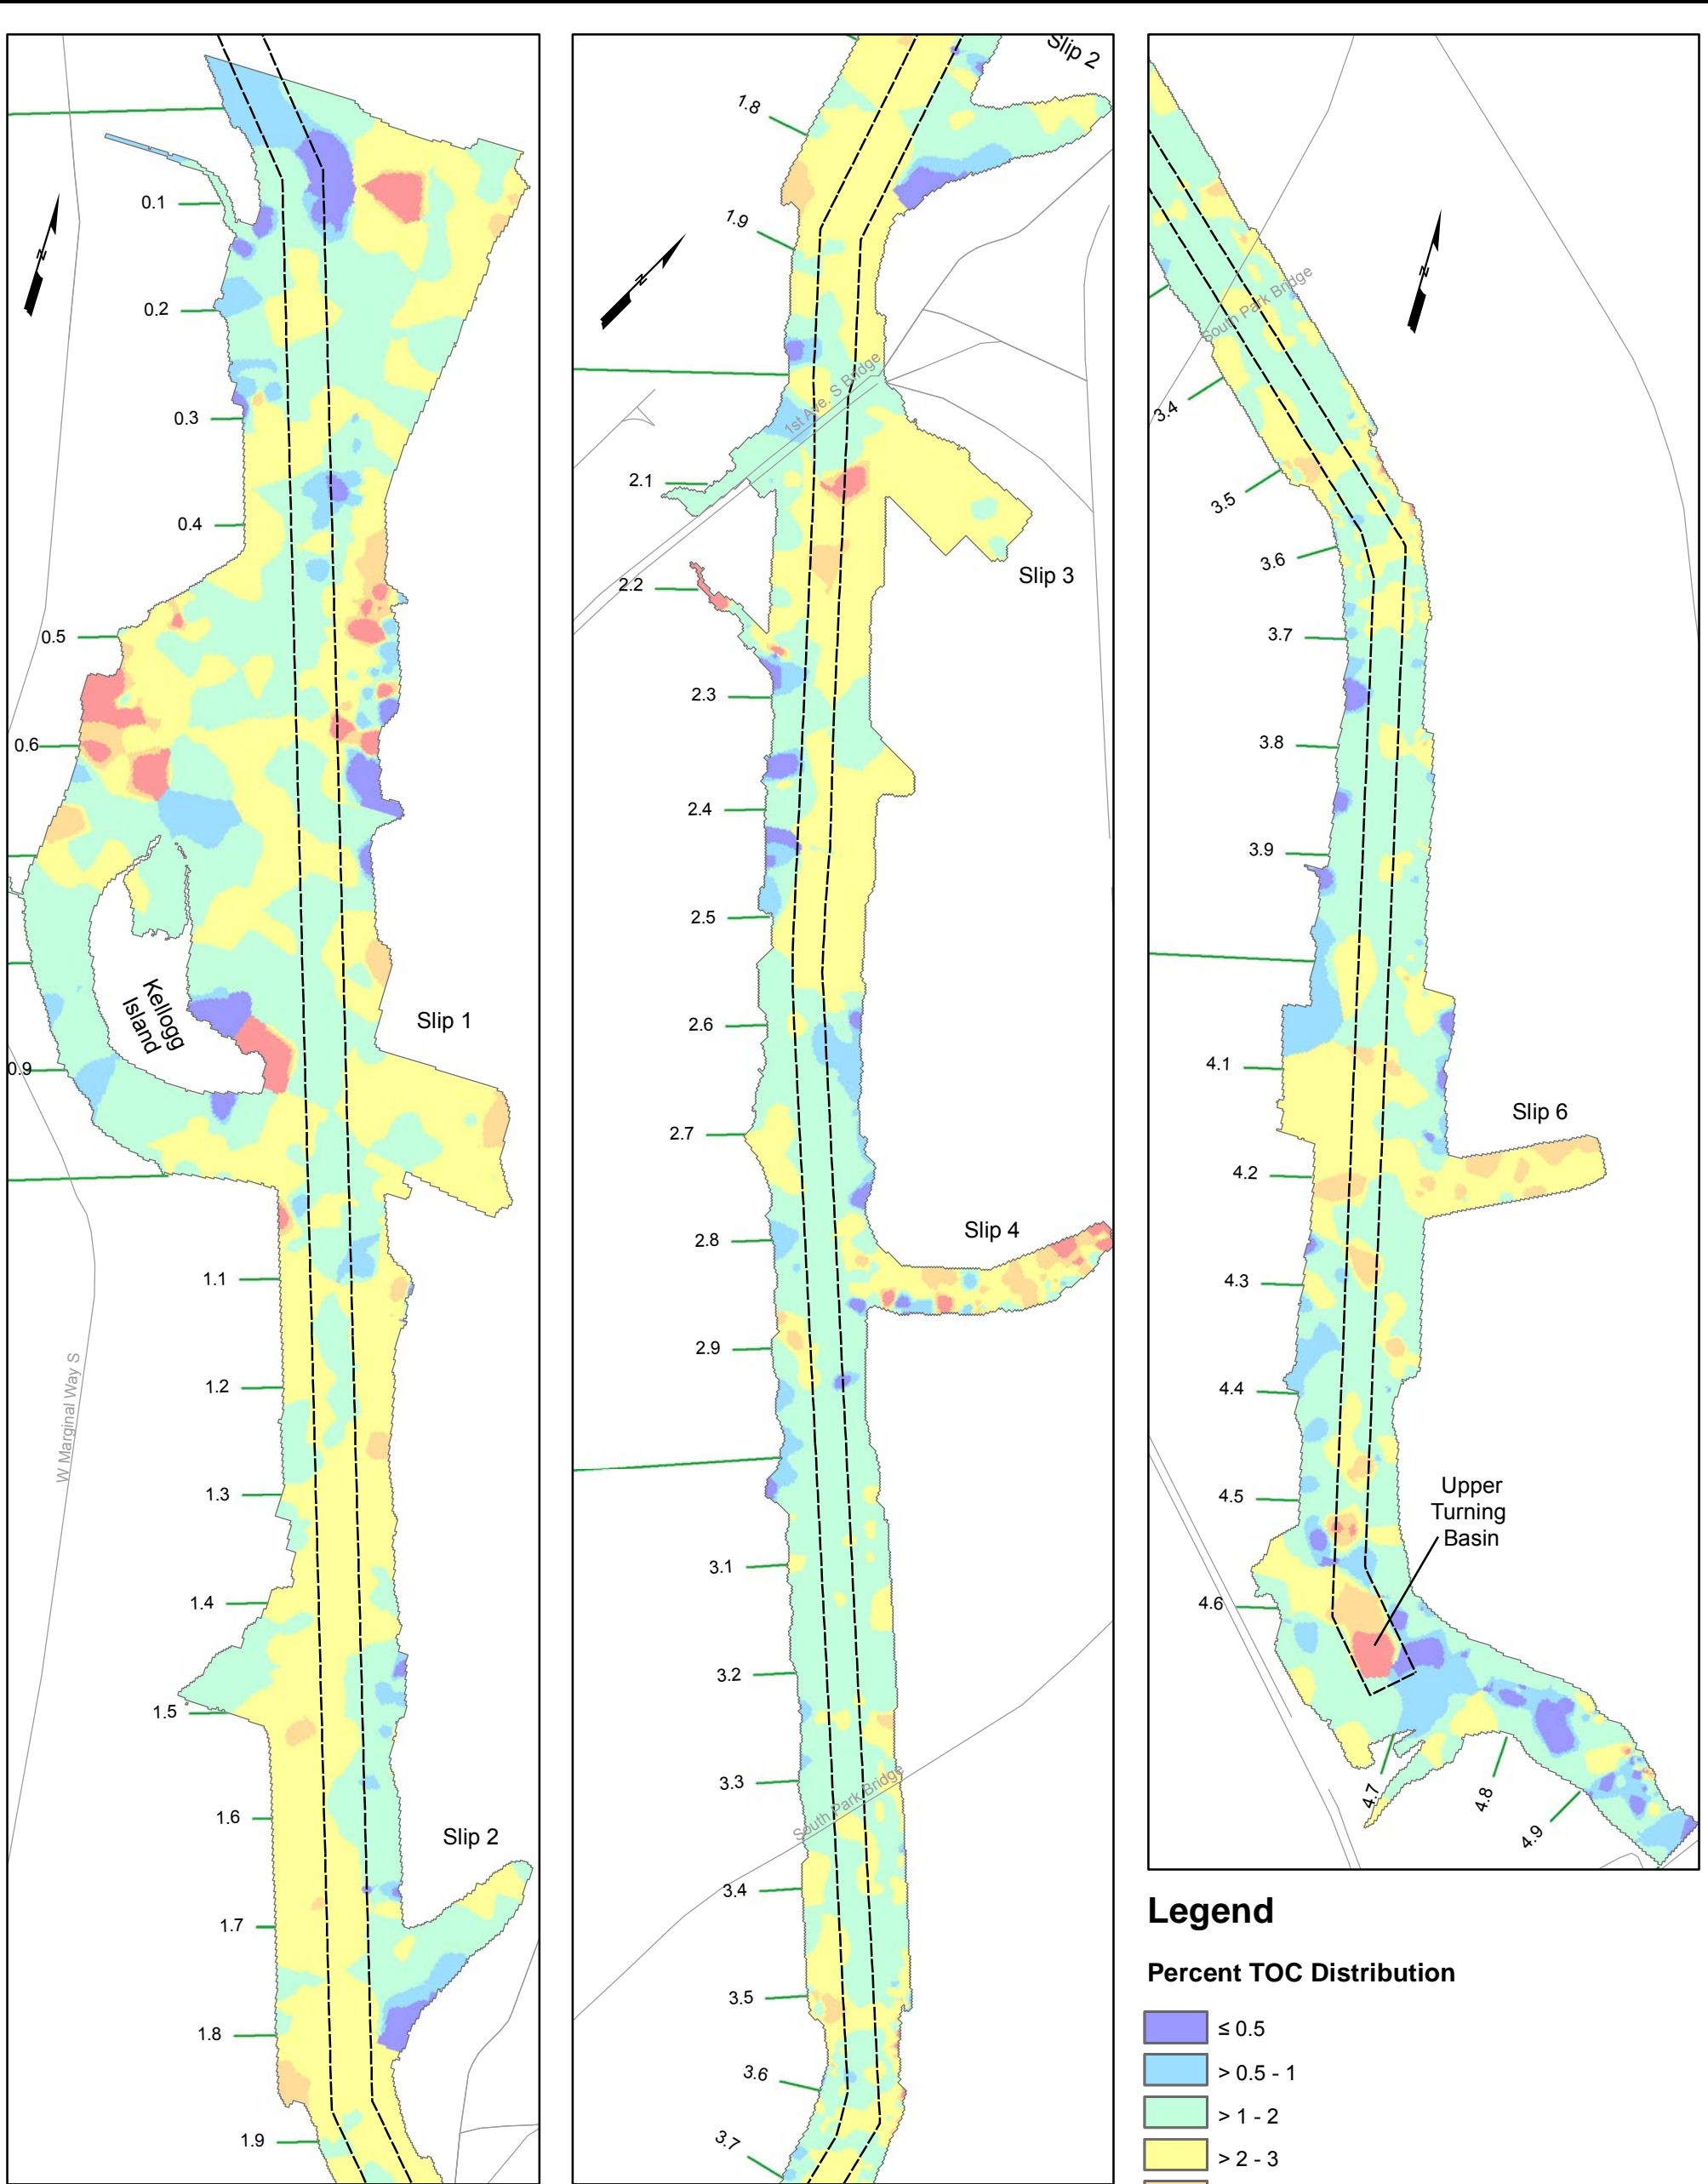 N
0.1
0.2
0.3
0.4
0.5
0.6
Kellogg
Island
Slip 1
0.9
1.1
W Marginal Way S
1.2
1.3
1.4
1.5
1.6
Slip 2
1.7
1.8
1.9
Slip 2
1.8
1.9
N
1st Ave. S Bridge
2.1
Slip 3
2.2
2.3
2.4
2.5
2.6
2.7
Slip 4
2.8
2.9
3.1
3.2
3.3
South Park Bridge
3.4
3.5
3.6
3.7
N
South Park Bridge
3.4
3.5
3.6
3.7
3.8
3.9
4.1
Slip 6
4.2
4.3
4.4
4.5
Upper
Turning
Basin
4.6
4.7
4.8
4.9
Legend
Percent TOC Distribution
≤ 0.5
> 0.5 - 1
> 1 - 2
> 2 - 3